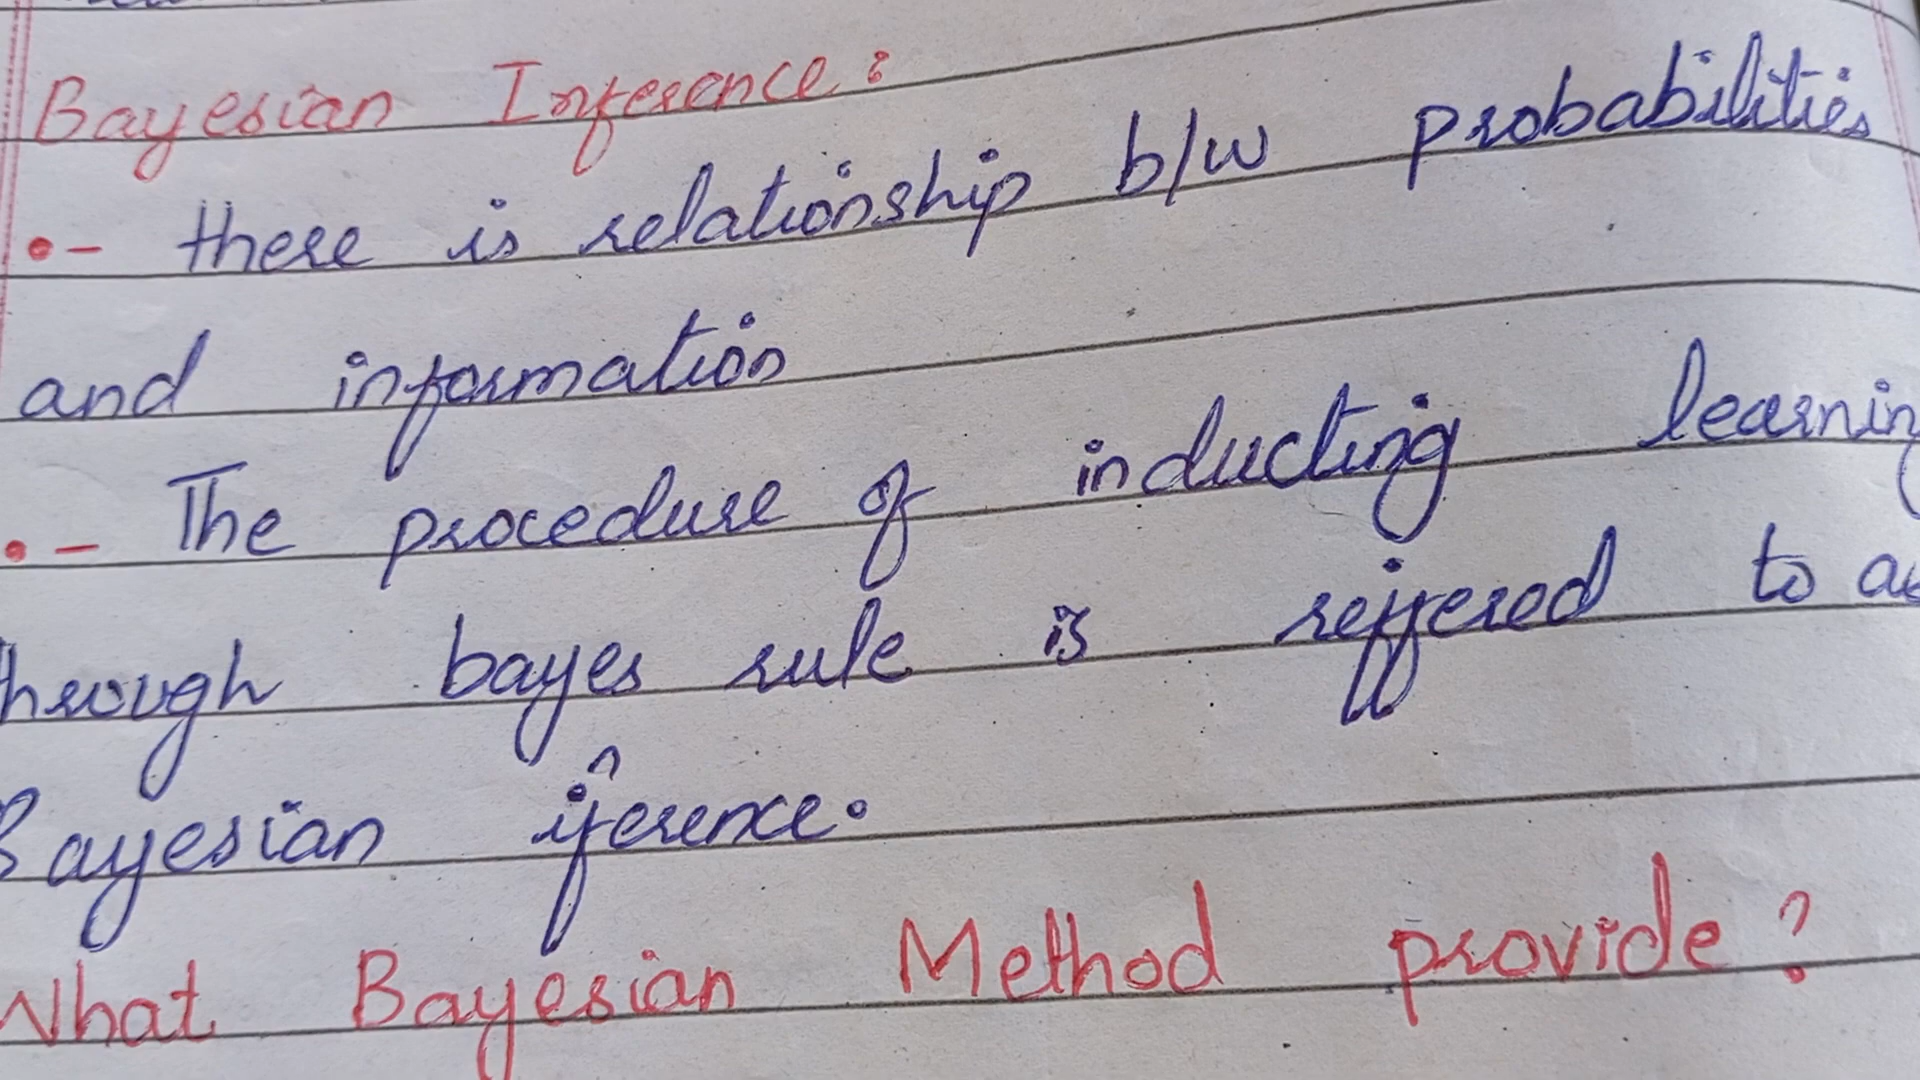 Bayesian Inference:
•- there is relationship b/w probabilities
and information
•- The procedure of inducting learning
through bayes rule is reffered to as
Bayesian iference.
What Bayesian Method provide?